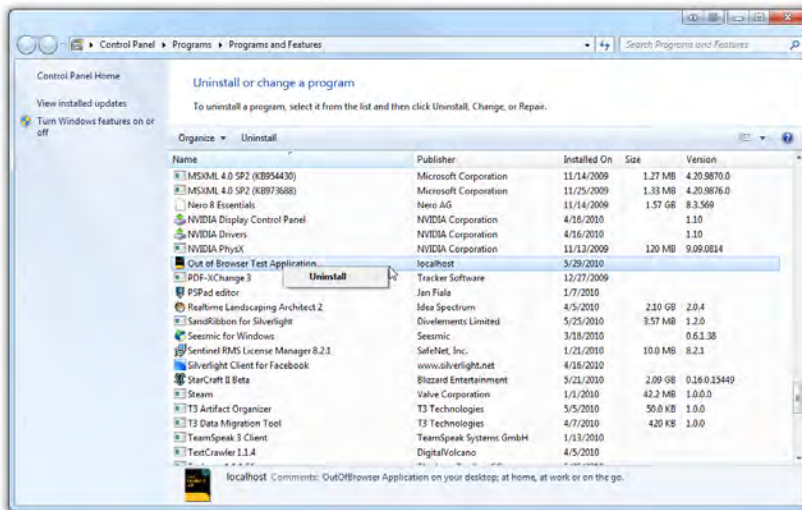 Control Panel ▸ Programs ▸ Programs and Features
Search Programs and Features
Control Panel Home
View installed updates
Turn Windows features on or off
Uninstall or change a program
To uninstall a program, select it from the list and then click Uninstall, Change, or Repair.
Organize Uninstall
Name Publisher Installed On Size Version
MSXML 4.0 SP2 (KB954430) Microsoft Corporation 11/14/2009 1.27 MB 4.20.9870.0
MSXML 4.0 SP2 (KB973688) Microsoft Corporation 11/25/2009 1.33 MB 4.20.9876.0
Nero 8 Essentials Nero AG 11/14/2009 1.57 GB 8.3.569
NVIDIA Display Control Panel NVIDIA Corporation 4/16/2010 1.10
NVIDIA Drivers NVIDIA Corporation 4/16/2010 1.10
NVIDIA PhysX NVIDIA Corporation 11/13/2009 120 MB 9.09.0814
Out of Browser Test Application localhost 5/29/2010
Uninstall
PDF-XChange 3 Tracker Software 12/27/2009
PSPad editor Jan Fiala 1/7/2010
Realtime Landscaping Architect 2 Idea Spectrum 4/5/2010 2.10 GB 2.0.4
SandRibbon for Silverlight Divelements Limited 5/25/2010 3.57 MB 1.2.0
Seesmic for Windows Seesmic 3/18/2010 0.6.1.38
Sentinel RMS License Manager 8.2.1 SafeNet, Inc. 1/21/2010 10.0 MB 8.2.1
Silverlight Client for Facebook www.silverlight.net 4/16/2010
StarCraft II Beta Blizzard Entertainment 5/21/2010 2.09 GB 0.16.0.15449
Steam Valve Corporation 1/1/2010 42.2 MB 1.0.0.0
T3 Artifact Organizer T3 Technologies 5/5/2010 50.0 KB 1.0.0
T3 Data Migration Tool T3 Technologies 4/7/2010 420 KB 1.0.0
TeamSpeak 3 Client TeamSpeak Systems GmbH 1/13/2010
TextCrawler 1.1.4 DigitalVolcano 4/5/2010
localhost Comments: OutOfBrowser Application on your desktop; at home, at work or on the go.